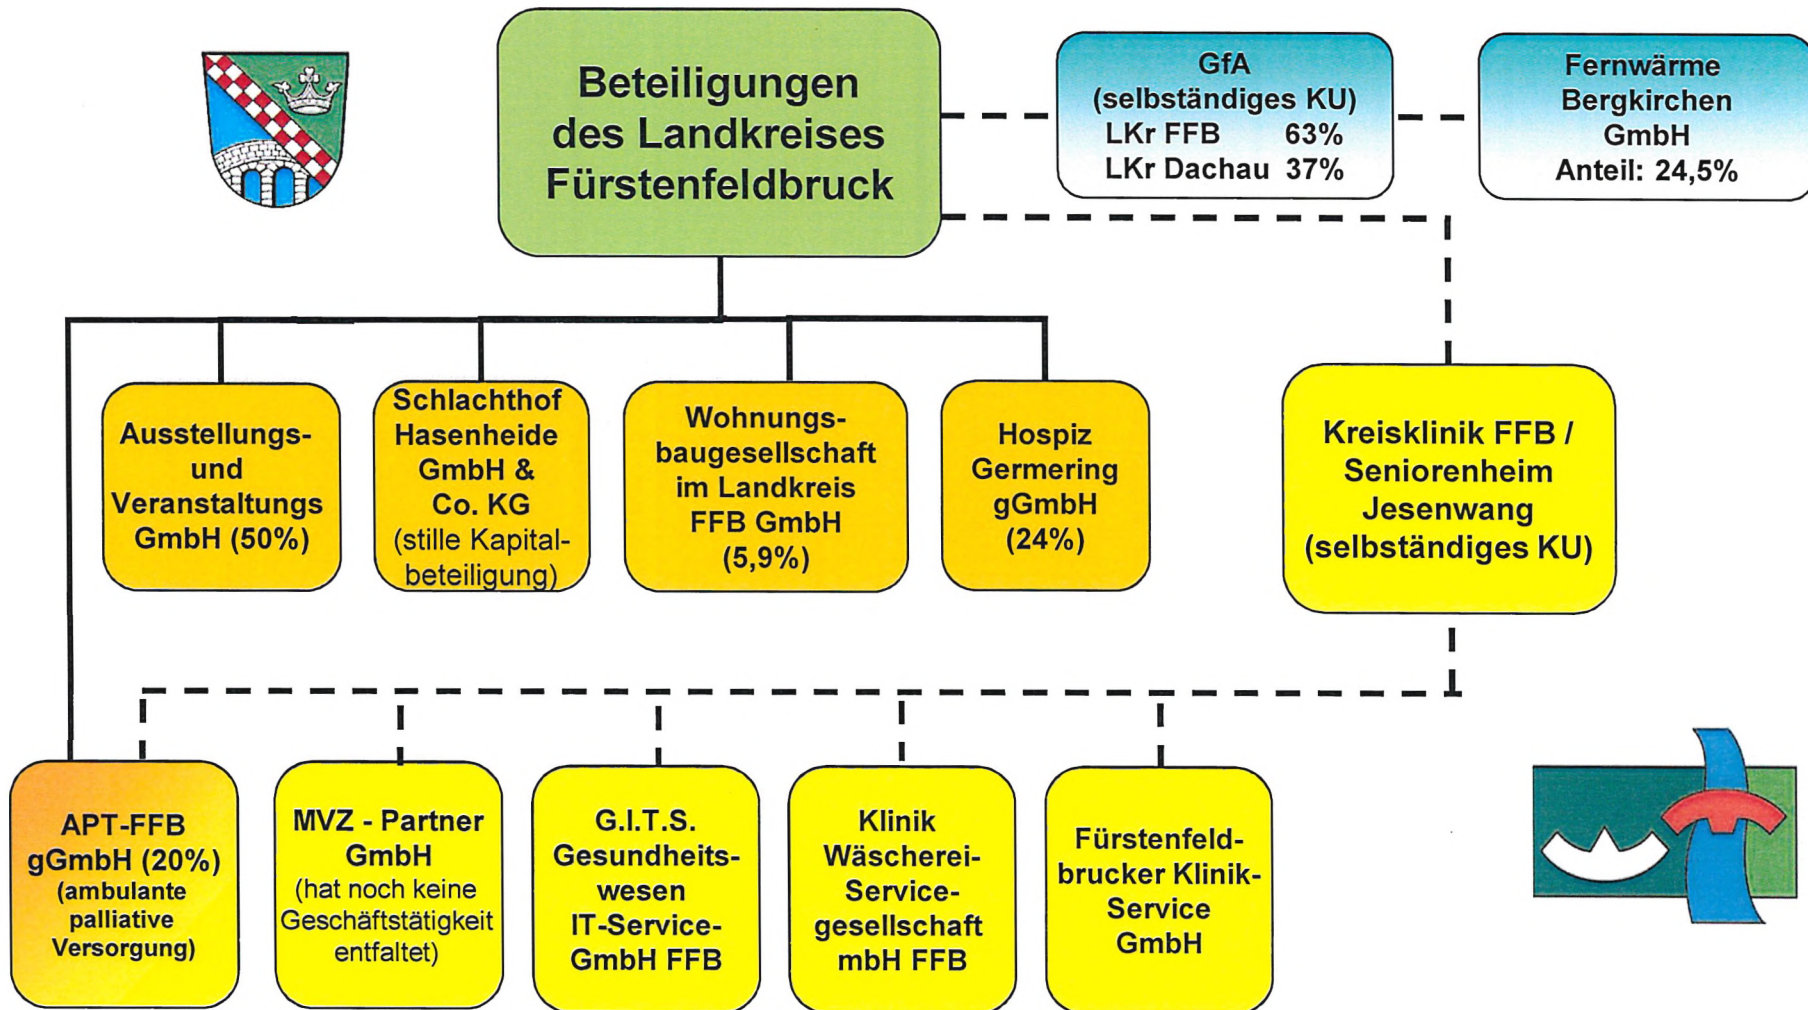 Beteiligungen
des Landkreises
Fürstenfeldbruck
GfA
(selbständiges KU)
LKr FFB 63%
LKr Dachau 37%
Fernwärme
Bergkirchen
GmbH
Anteil: 24,5%
Ausstellungs-
und
Veranstaltungs
GmbH (50%)
Schlachthof
Hasenheide
GmbH &
Co. KG
(stille Kapital-
beteiligung)
Wohnungs-
baugesellschaft
im Landkreis
FFB GmbH
(5,9%)
Hospiz
Germering
gGmbH
(24%)
Kreisklinik FFB /
Seniorenheim
Jesenwang
(selbständiges KU)
APT-FFB
gGmbH (20%)
(ambulante
palliative
Versorgung)
MVZ - Partner
GmbH
(hat noch keine
Geschäftstätigkeit
entfaltet)
G.I.T.S.
Gesundheits-
wesen
IT-Service-
GmbH FFB
Klinik
Wäscherei-
Service-
gesellschaft
mbH FFB
Fürstenfeld-
brucker Klinik-
Service
GmbH